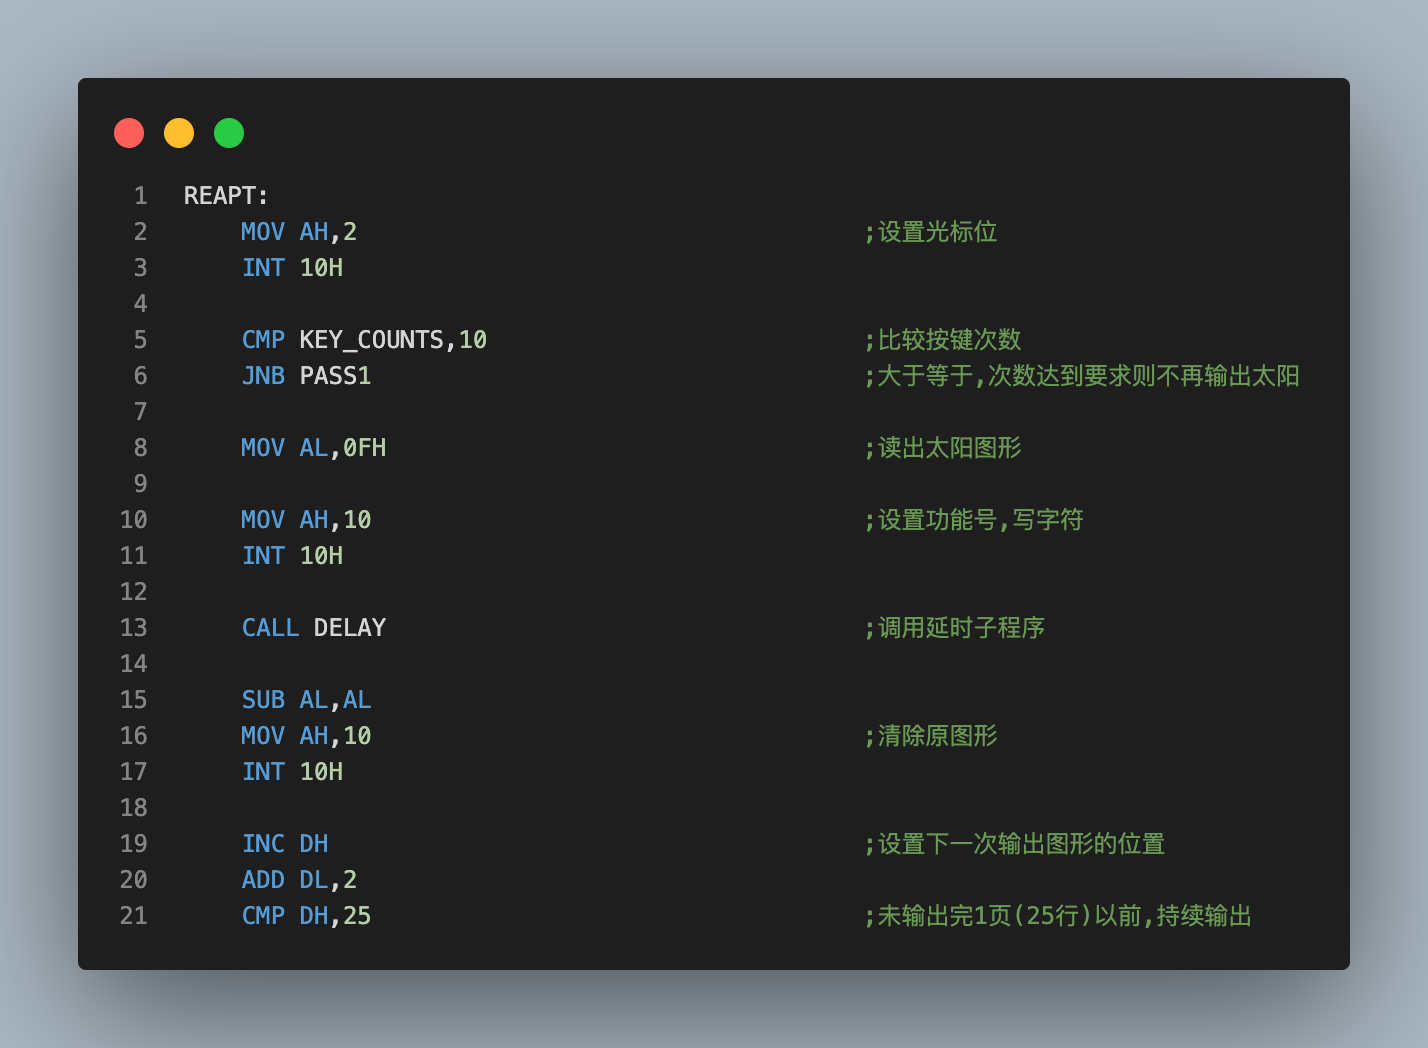 1 REAPT:
2 MOV AH,2 ;设置光标位
3 INT 10H
4
5 CMP KEY_COUNTS,10 ;比较按键次数
6 JNB PASS1 ;大于等于,次数达到要求则不再输出太阳
7
8 MOV AL,0FH ;读出太阳图形
9
10 MOV AH,10 ;设置功能号,写字符
11 INT 10H
12
13 CALL DELAY ;调用延时子程序
14
15 SUB AL,AL
16 MOV AH,10 ;清除原图形
17 INT 10H
18
19 INC DH ;设置下一次输出图形的位置
20 ADD DL,2
21 CMP DH,25 ;未输出完1页(25行)以前,持续输出